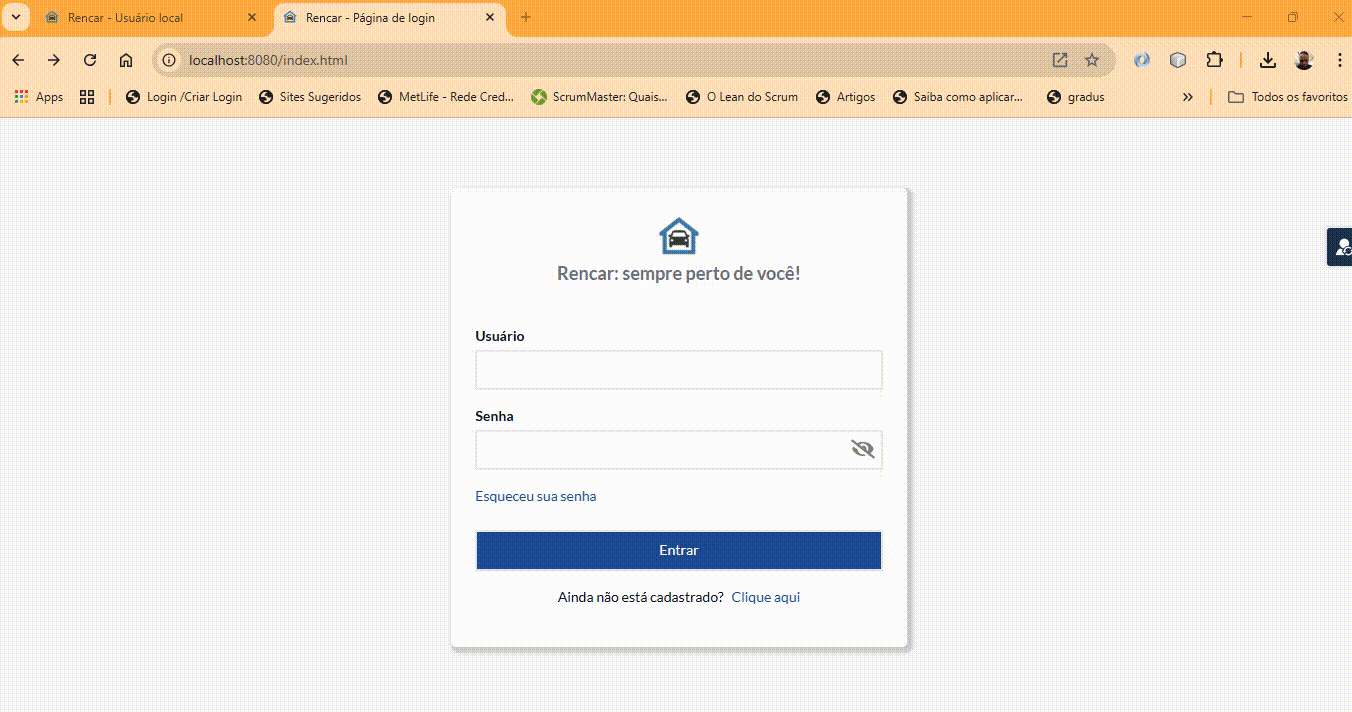 Rencar - Usuário local
Rencar - Página de login
localhost:8080/index.html
Apps
Login /Criar Login
Sites Sugeridos
MetLife - Rede Cred...
ScrumMaster: Quais...
O Lean do Scrum
Artigos
Saiba como aplicar...
gradus
Todos os favoritos
Rencar: sempre perto de você!
Usuário
Senha
Esqueceu sua senha
Entrar
Ainda não está cadastrado? Clique aqui